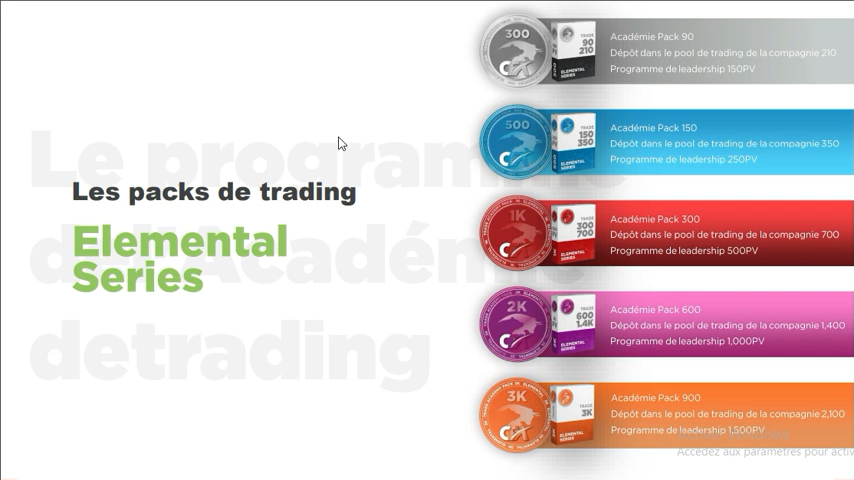 Le programme
de l'Académie
detrading
Les packs de trading
Elemental
Series
300
TRADE
90
210
ELEMENTAL
SERIES
Académie Pack 90
Dépôt dans le pool de trading de la compagnie 210
Programme de leadership 150PV
500
TRADE
150
350
ELEMENTAL
SERIES
Académie Pack 150
Dépôt dans le pool de trading de la compagnie 350
Programme de leadership 250PV
1K
TRADE
300
700
ELEMENTAL
SERIES
Académie Pack 300
Dépôt dans le pool de trading de la compagnie 700
Programme de leadership 500PV
2K
TRADE
600
1.4K
ELEMENTAL
SERIES
Académie Pack 600
Dépôt dans le pool de trading de la compagnie 1,400
Programme de leadership 1,000PV
3K
TRADE
3K
ELEMENTAL
SERIES
Académie Pack 900
Dépôt dans le pool de trading de la compagnie 2,100
Programme de leadership 1,500PV
Accédez aux paramètres pour activ